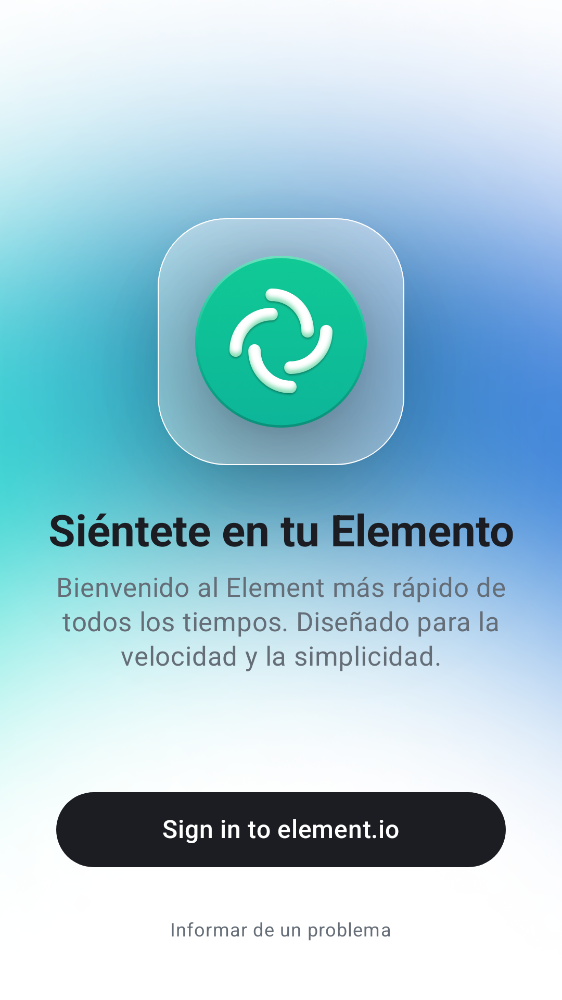 Siéntete en tu Elemento
Bienvenido al Element más rápido de
todos los tiempos. Diseñado para la
velocidad y la simplicidad.
Sign in to element.io
Informar de un problema